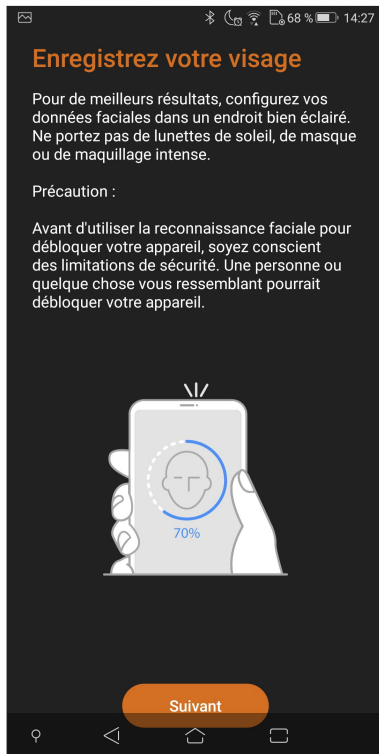 68 % 14:27
Enregistrez votre visage
Pour de meilleurs résultats, configurez vos
données faciales dans un endroit bien éclairé.
Ne portez pas de lunettes de soleil, de masque
ou de maquillage intense.
Précaution :
Avant d'utiliser la reconnaissance faciale pour
débloquer votre appareil, soyez conscient
des limitations de sécurité. Une personne ou
quelque chose vous ressemblant pourrait
débloquer votre appareil.
70%
Suivant